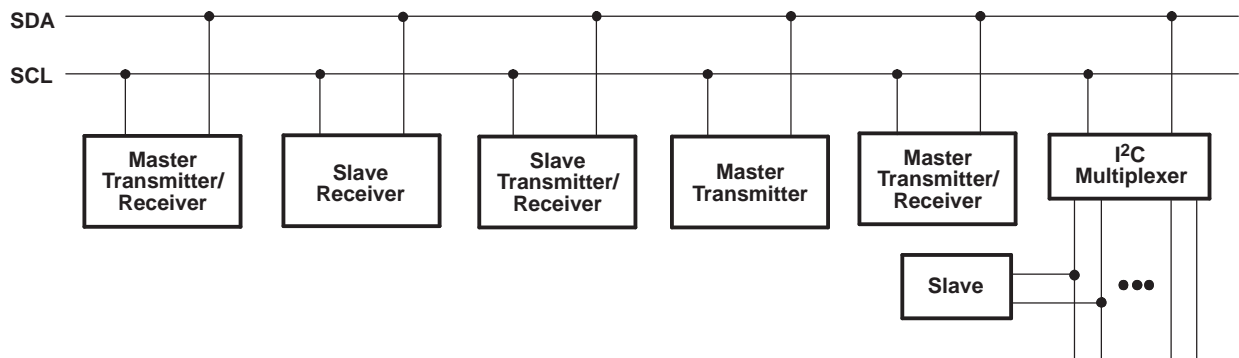 SDA
SCL
Master
Transmitter/
Receiver
Slave
Receiver
Slave
Transmitter/
Receiver
Master
Transmitter
Master
Transmitter/
Receiver
I²C
Multiplexer
Slave